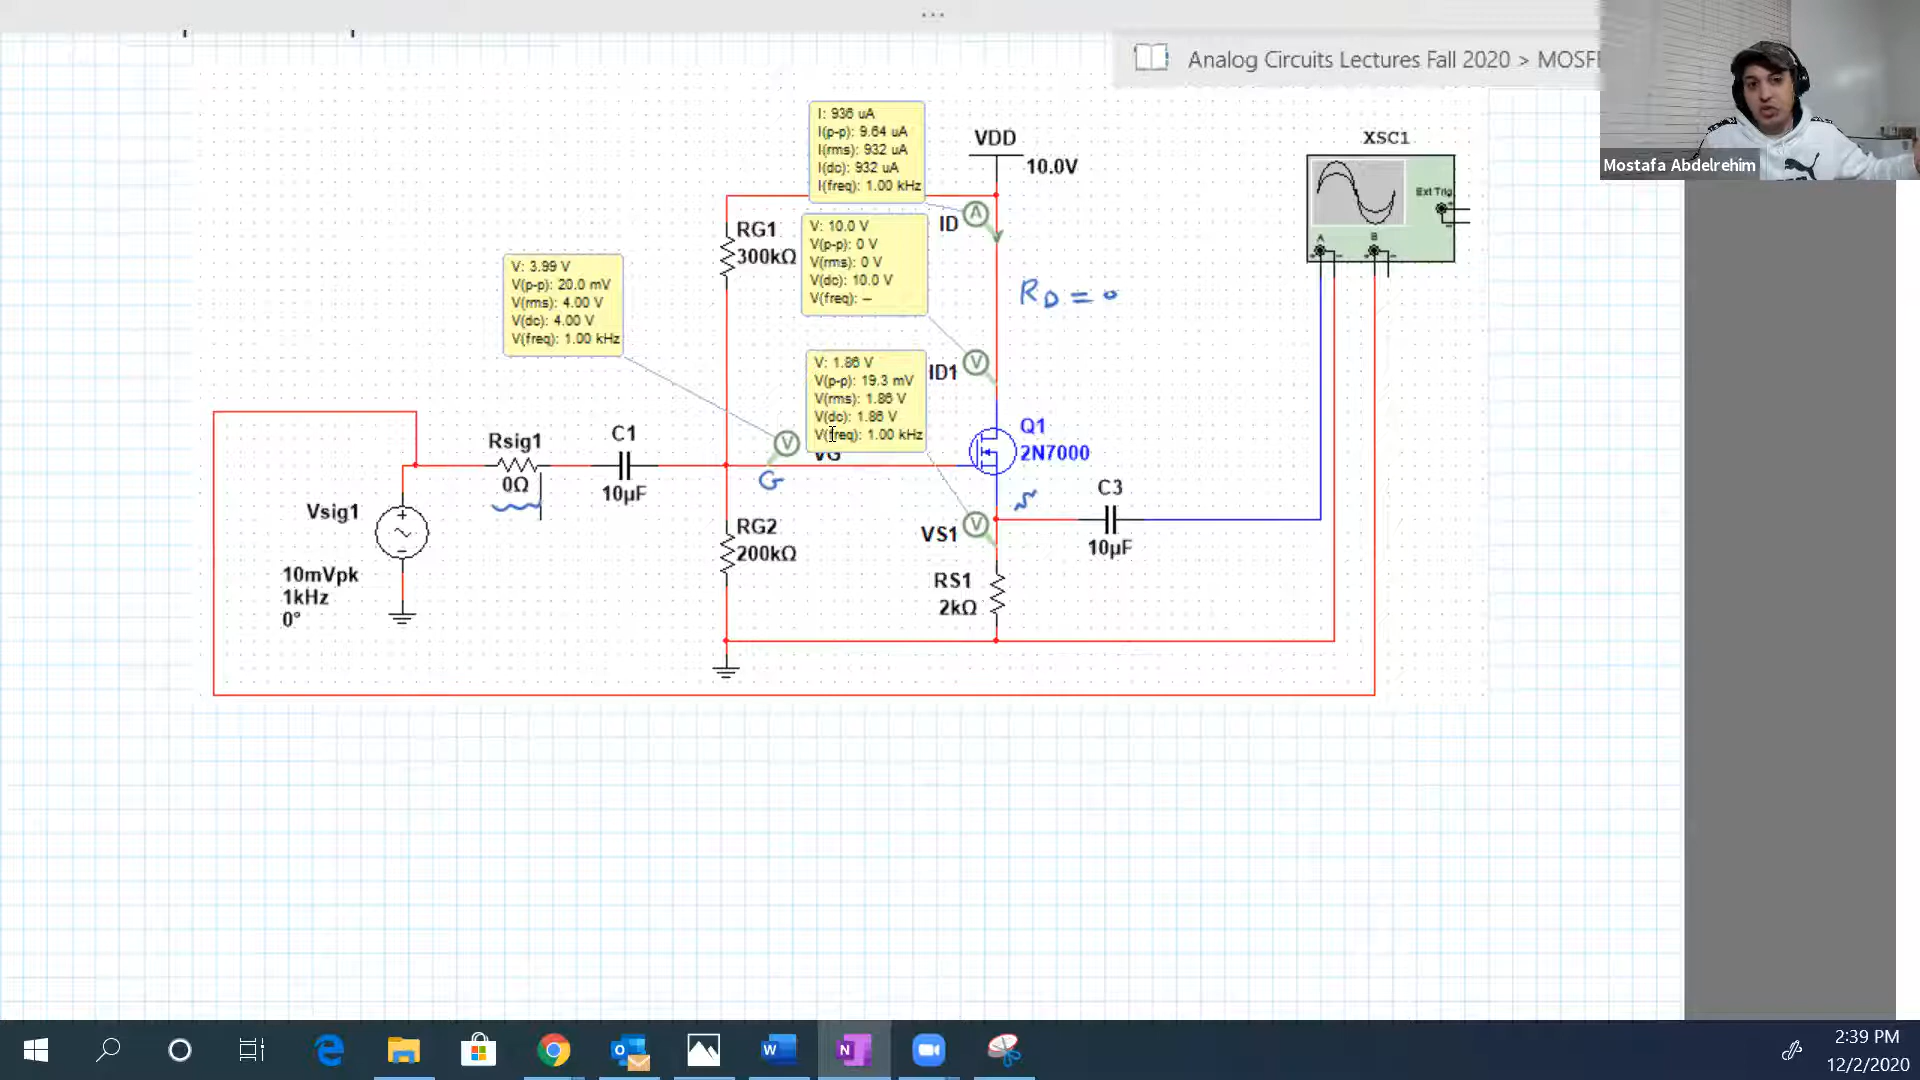 ...
Analog Circuits Lectures Fall 2020 > MOSF
Mostafa Abdelrehim
I: 936 uA
I(p-p): 9.64 uA
I(rms): 932 uA
I(dc): 932 uA
I(freq): 1.00 kHz
VDD
10.0V
XSC1
Ext Trig
A
B
ID
A
RG1
300kΩ
V: 10.0 V
V(p-p): 0 V
V(rms): 0 V
V(dc): 10.0 V
V(freq): --
V: 3.99 V
V(p-p): 20.0 mV
V(rms): 4.00 V
V(dc): 4.00 V
V(freq): 1.00 kHz
RD = 0
V: 1.86 V
V(p-p): 19.3 mV
V(rms): 1.86 V
V(dc): 1.86 V
V(freq): 1.00 kHz
ID1
V
Q1
2N7000
Rsig1
0Ω
C1
10µF
V
VG
G
S
C3
10µF
Vsig1
10mVpk
1kHz
0°
RG2
200kΩ
VS1
V
RS1
2kΩ
2:39 PM
12/2/2020